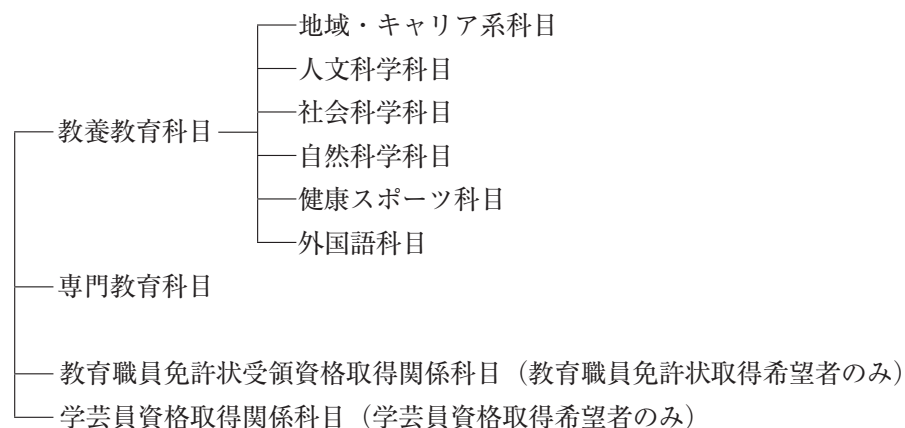 地域・キャリア系科目
人文科学科目
社会科学科目
教養教育科目
自然科学科目
健康スポーツ科目
外国語科目
専門教育科目
教育職員免許状受領資格取得関係科目（教育職員免許状取得希望者のみ）
学芸員資格取得関係科目（学芸員資格取得希望者のみ）